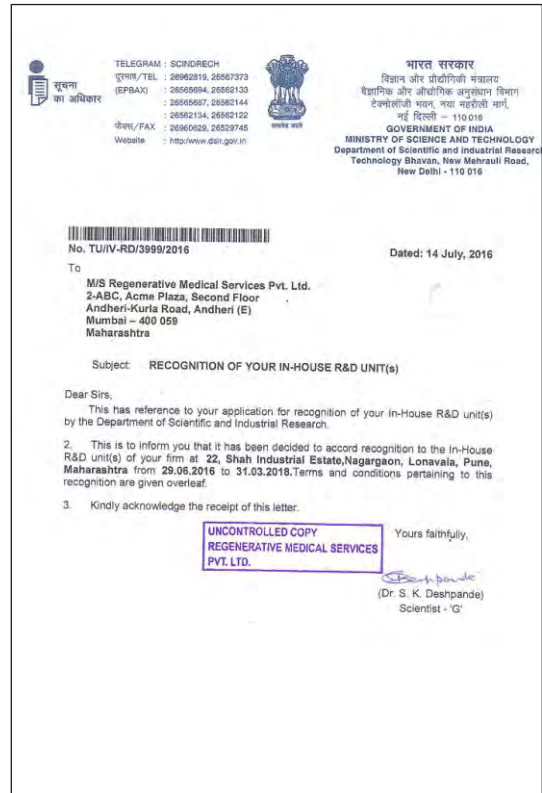 सूचना
का अधिकार
TELEGRAM : SCINDRECH
दूरभाष/TEL : 26962819, 26567373
(EPBAX) : 26565694, 26562133
: 26565687, 26562144
: 26562134, 26562122
फैक्स/FAX : 26960629, 26529745
Website : http:/www.dsir.gov.in
सत्यमेव जयते
भारत सरकार
विज्ञान और प्रौद्योगिकी मंत्रालय
वैज्ञानिक और औद्योगिक अनुसंधान विभाग
टेक्नोलॉजी भवन, नया महरौली मार्ग,
नई दिल्ली – 110 016
GOVERNMENT OF INDIA
MINISTRY OF SCIENCE AND TECHNOLOGY
Department of Scientific and Industrial Research
Technology Bhavan, New Mehrauli Road,
New Delhi - 110 016
No. TU/IV-RD/3999/2016
Dated: 14 July, 2016
To
M/S Regenerative Medical Services Pvt. Ltd.
2-ABC, Acme Plaza, Second Floor
Andheri-Kurla Road, Andheri (E)
Mumbai – 400 059
Maharashtra
Subject: RECOGNITION OF YOUR IN-HOUSE R&D UNIT(s)
Dear Sirs,
This has reference to your application for recognition of your In-House R&D unit(s)
by the Department of Scientific and Industrial Research.
2. This is to inform you that it has been decided to accord recognition to the In-House
R&D unit(s) of your firm at 22, Shah Industrial Estate,Nagargaon, Lonavala, Pune,
Maharashtra from 29.06.2016 to 31.03.2018.Terms and conditions pertaining to this
recognition are given overleaf.
3. Kindly acknowledge the receipt of this letter.
UNCONTROLLED COPY
REGENERATIVE MEDICAL SERVICES
PVT. LTD.
Yours faithfully,
SDeshpande
(Dr. S. K. Deshpande)
Scientist - 'G'